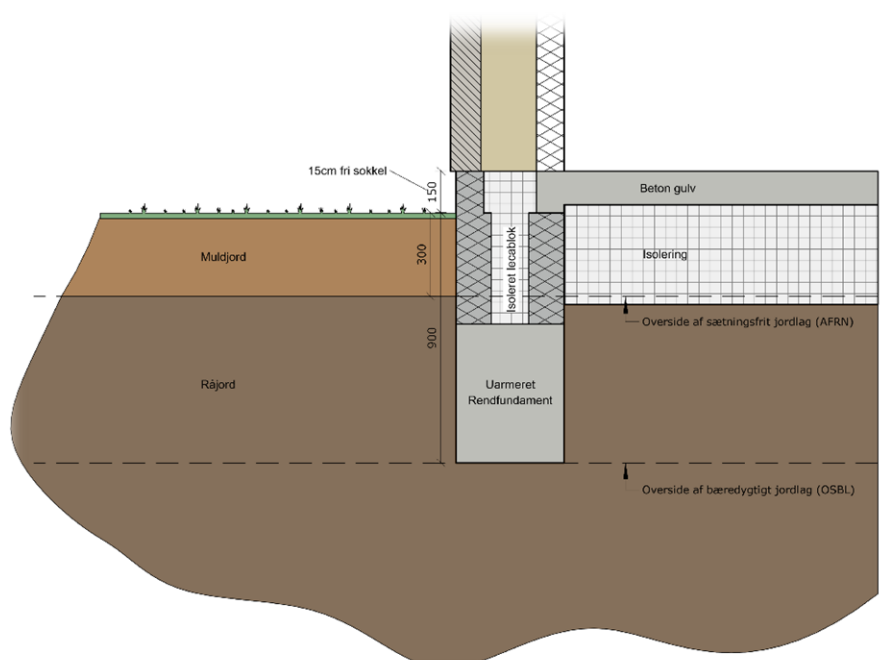 15cm fri sokkel
150
Beton gulv
Muldjord
300
Isoleret lecablok
Isolering
Overside af sætningsfrit jordlag (AFRN)
900
Råjord
Uarmeret
Rendfundament
Overside af bæredygtigt jordlag (OSBL)